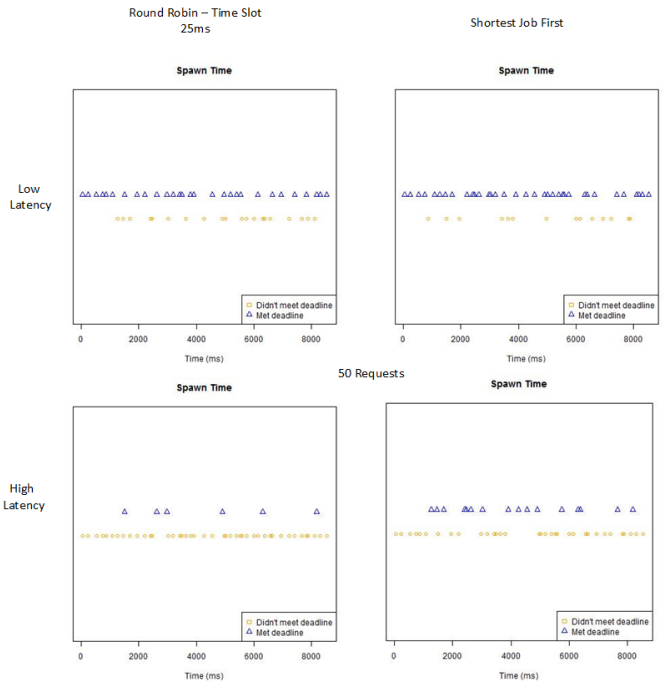 Round Robin – Time Slot
25ms
Shortest Job First
Spawn Time
Spawn Time
Low
Latency
Didn't meet deadline
Met deadline
Didn't meet deadline
Met deadline
0 2000 4000 6000 8000
0 2000 4000 6000 8000
Time (ms)
Time (ms)
50 Requests
Spawn Time
Spawn Time
High
Latency
Didn't meet deadline
Met deadline
Didn't meet deadline
Met deadline
0 2000 4000 6000 8000
0 2000 4000 6000 8000
Time (ms)
Time (ms)